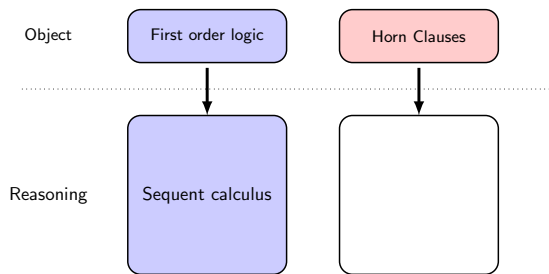 Object
First order logic
Horn Clauses
Reasoning
Sequent calculus